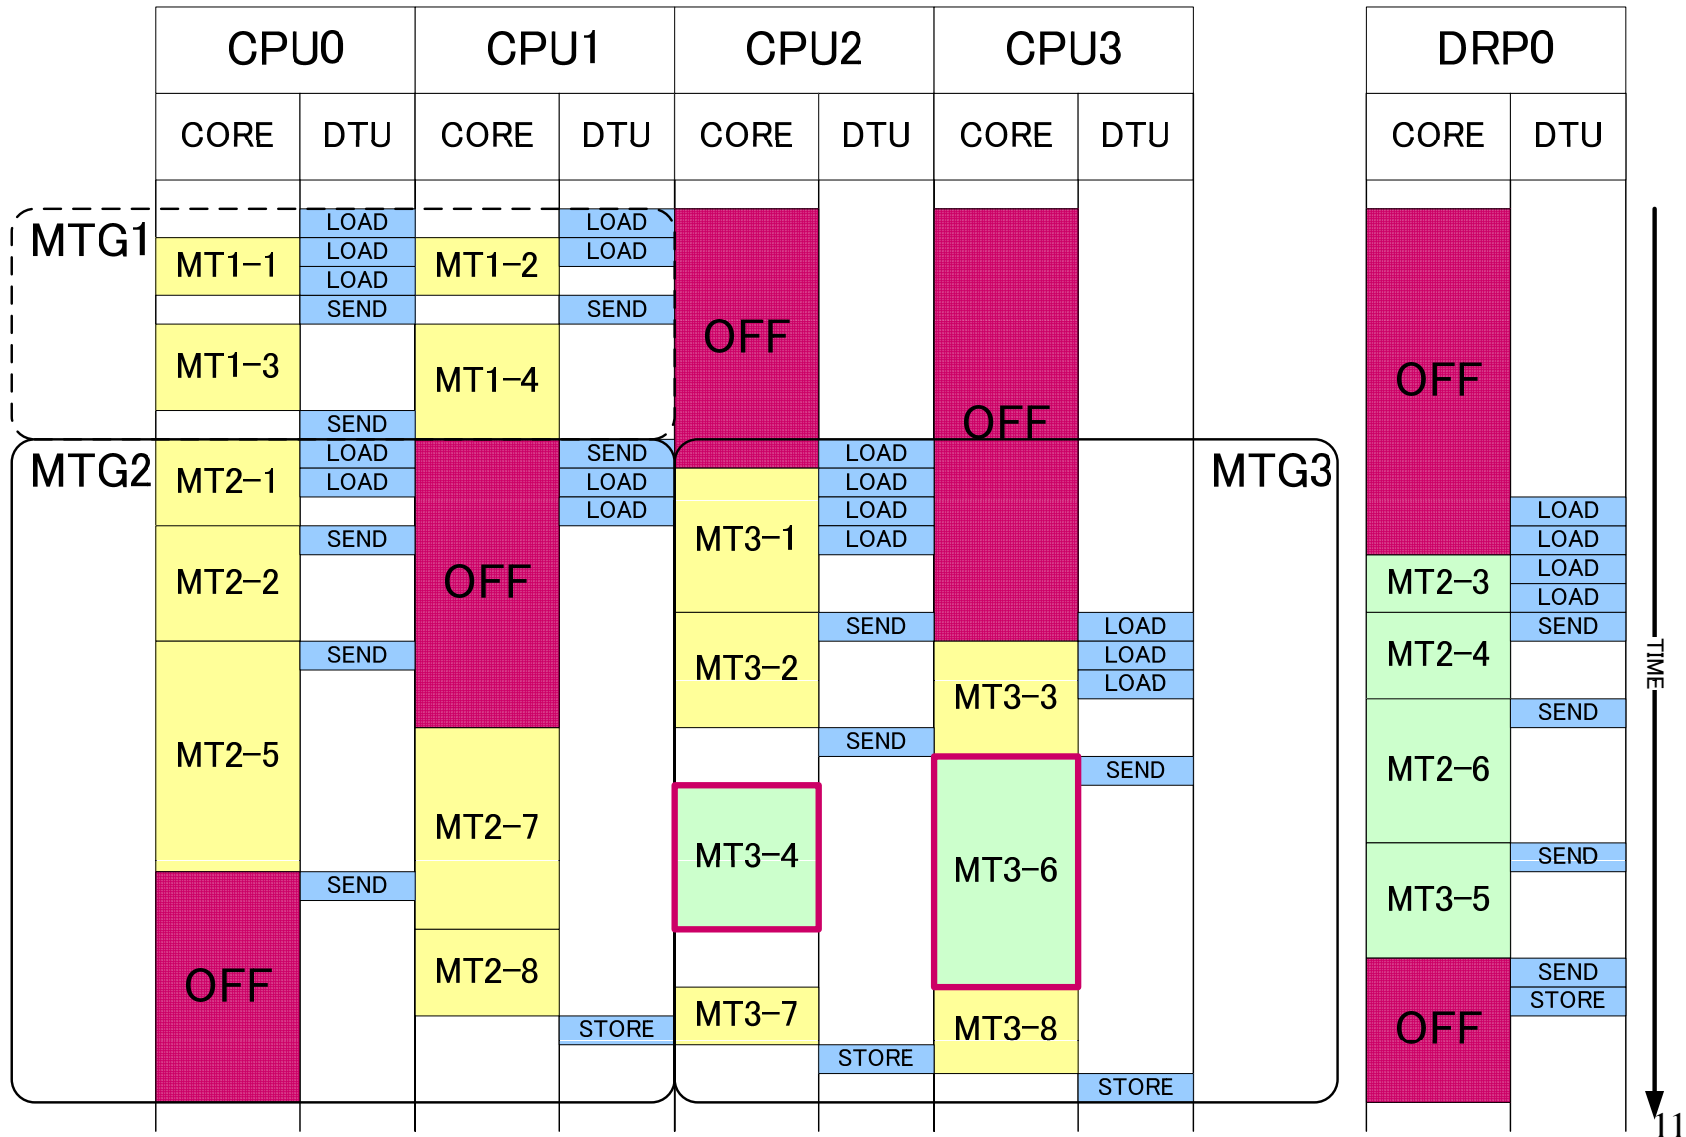 CPU0 CPU1 CPU2 CPU3 DRP0
CORE DTU CORE DTU CORE DTU CORE DTU CORE DTU
LOAD LOAD
MTG1 LOAD LOAD
MT1-1 MT1-2
LOAD
SEND SEND
OFF
MT1-3 MT1-4 OFF
OFF
SEND
LOAD SEND LOAD
MTG2 MT2-1 MTG3
LOAD LOAD LOAD
LOAD LOAD LOAD
SEND MT3-1 LOAD LOAD
MT2-2 OFF MT2-3 LOAD
LOAD
SEND LOAD SEND
SEND MT3-2 LOAD MT2-4 TIME
MT3-3 LOAD
SEND
SEND
MT2-5 SEND MT2-6
MT2-7 MT3-4 MT3-6 SEND
SEND MT3-5
OFF MT2-8 SEND
MT3-7 STORE
STORE MT3-8 OFF
STORE
STORE
11